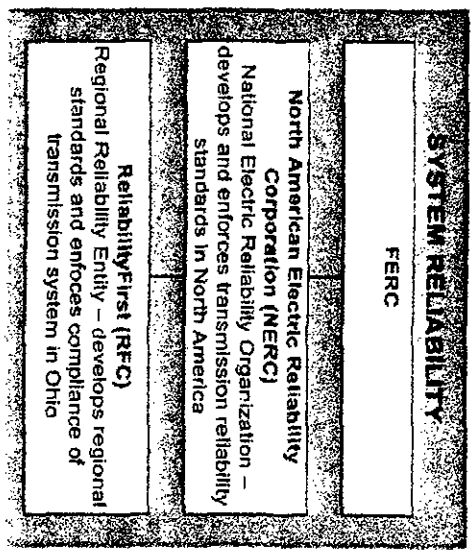 SYSTEM RELIABILITY
FERC
North American Electric Reliability
Corporation (NERC)
National Electric Reliability Organization –
develops and enforces transmission reliability
standards in North America
ReliabilityFirst (RFC)
Regional Reliability Entity – develops regional
standards and enfoces compliance of
transmission system in Ohio